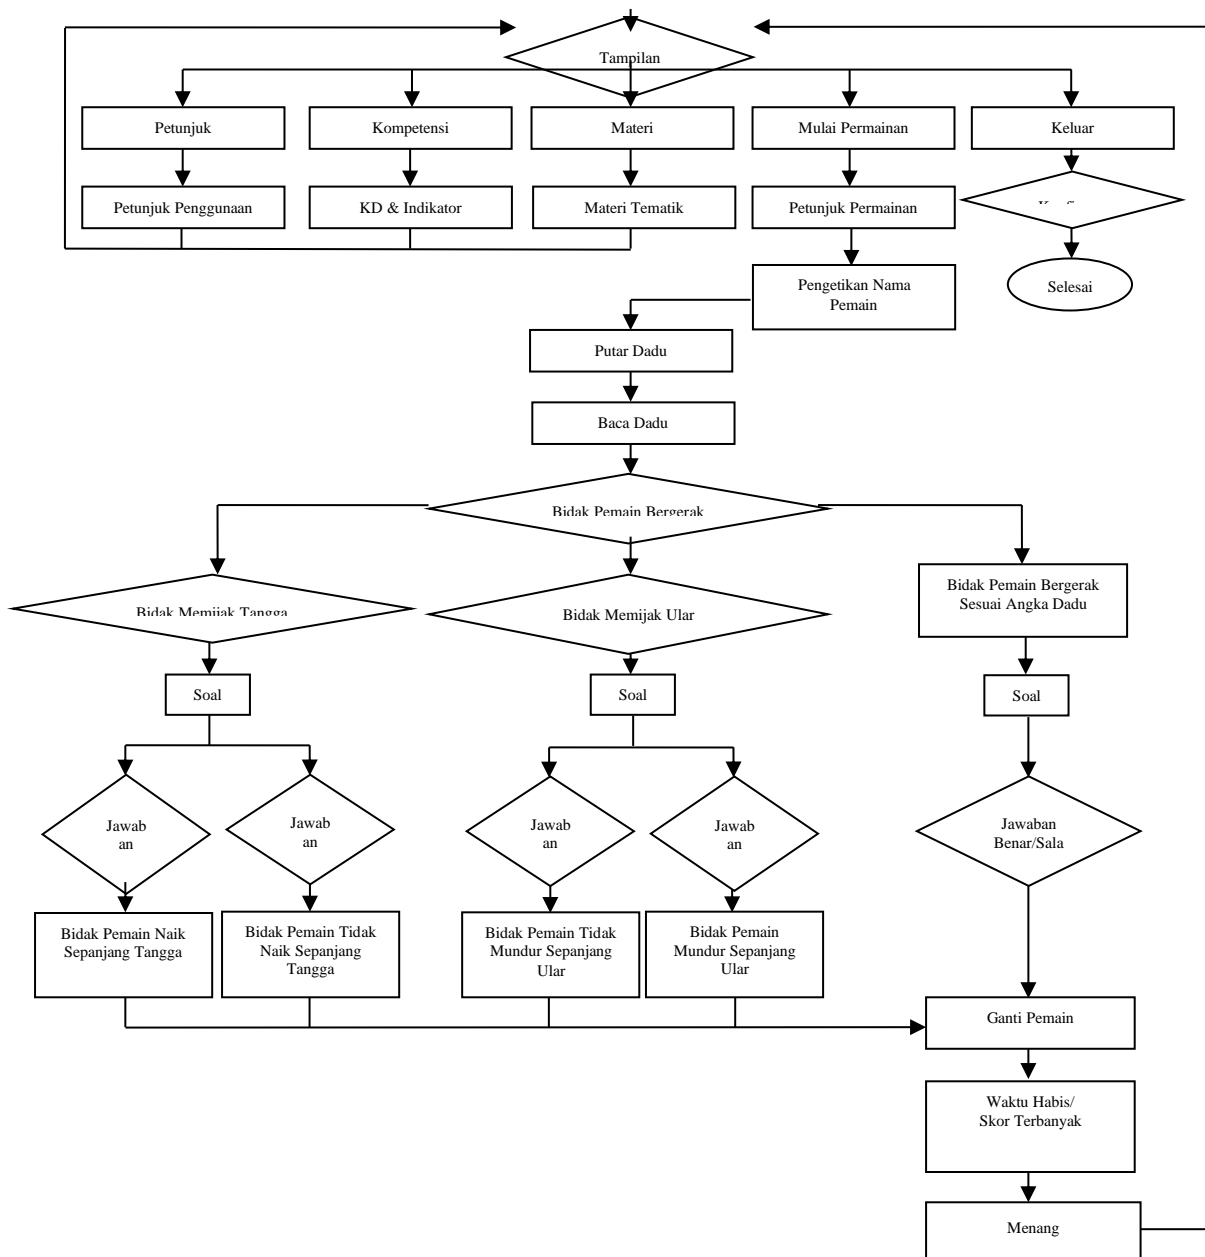 Tampilan
Petunjuk
Kompetensi
Materi
Mulai Permainan
Keluar
Petunjuk Penggunaan
KD & Indikator
Materi Tematik
Petunjuk Permainan
Pengetikan Nama
Pemain
Selesai
Putar Dadu
Baca Dadu
Bidak Pemain Bergerak
Bidak Memijak Tangga
Bidak Memijak Ular
Bidak Pemain Bergerak
Sesuai Angka Dadu
Soal
Soal
Soal
Jawab
an
Jawab
an
Jawab
an
Jawab
an
Jawaban
Benar/Sala
Bidak Pemain Naik
Sepanjang Tangga
Bidak Pemain Tidak
Naik Sepanjang
Tangga
Bidak Pemain Tidak
Mundur Sepanjang
Ular
Bidak Pemain
Mundur Sepanjang
Ular
Ganti Pemain
Waktu Habis/
Skor Terbanyak
Menang